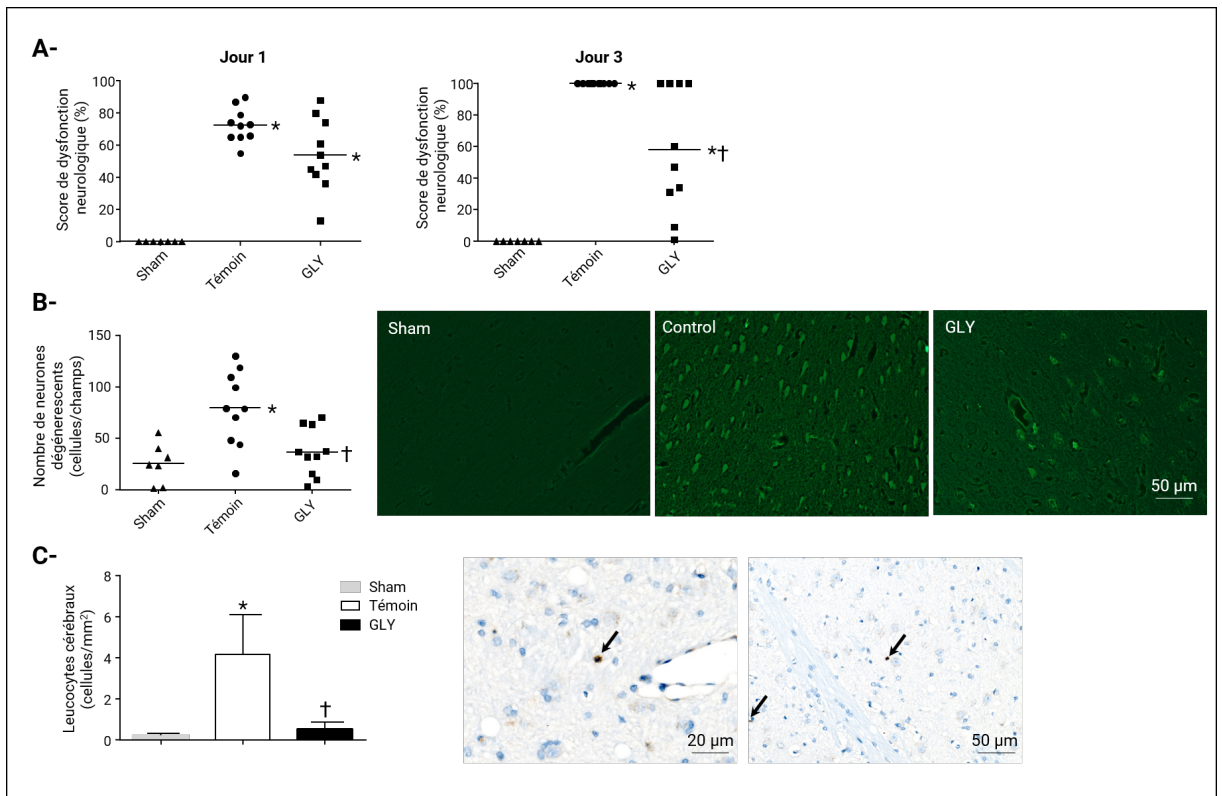 A-
Jour 1
Score de dysfonction
neurologique (%)
100
80
60
40
20
0
*
*
Sham
Témoin
GLY
Jour 3
Score de dysfonction
neurologique (%)
100
80
60
40
20
0
*
*†
Sham
Témoin
GLY
B-
Nombre de neurones
dégénerescents
(cellules/champs)
150
100
50
0
*
†
Sham
Témoin
GLY
Sham
Control
GLY
50 µm
C-
Leucocytes cérébraux
(cellules/mm²)
8
6
4
2
0
*
†
Sham
Témoin
GLY
20 µm
50 µm